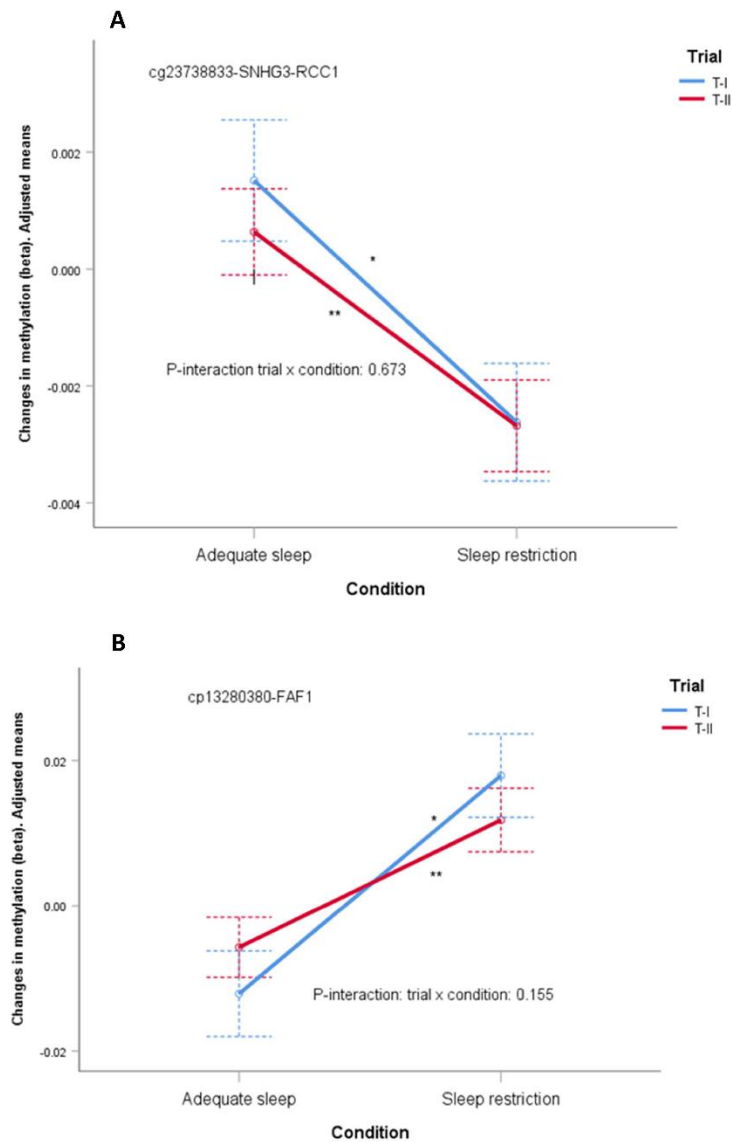 A
cg23738833-SNHG3-RCC1
Trial
T-I
T-II
Changes in methylation (beta). Adjusted means
0.002
0.000
-0.002
-0.004
*
**
P-interaction trial x condition: 0.673
Adequate sleep
Sleep restriction
Condition
B
cp13280380-FAF1
Trial
T-I
T-II
Changes in methylation (beta). Adjusted means
0.02
0.00
-0.02
*
**
P-interaction: trial x condition: 0.155
Adequate sleep
Sleep restriction
Condition